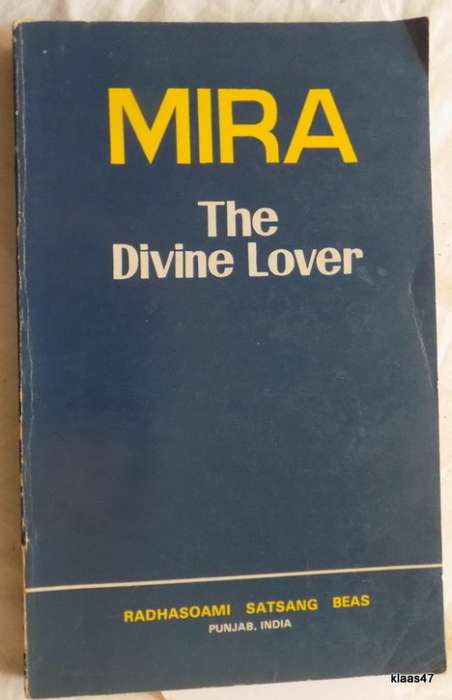 MIRA
The
Divine Lover
RADHASOAMI SATSANG BEAS
PUNJAB, INDIA
klaas47